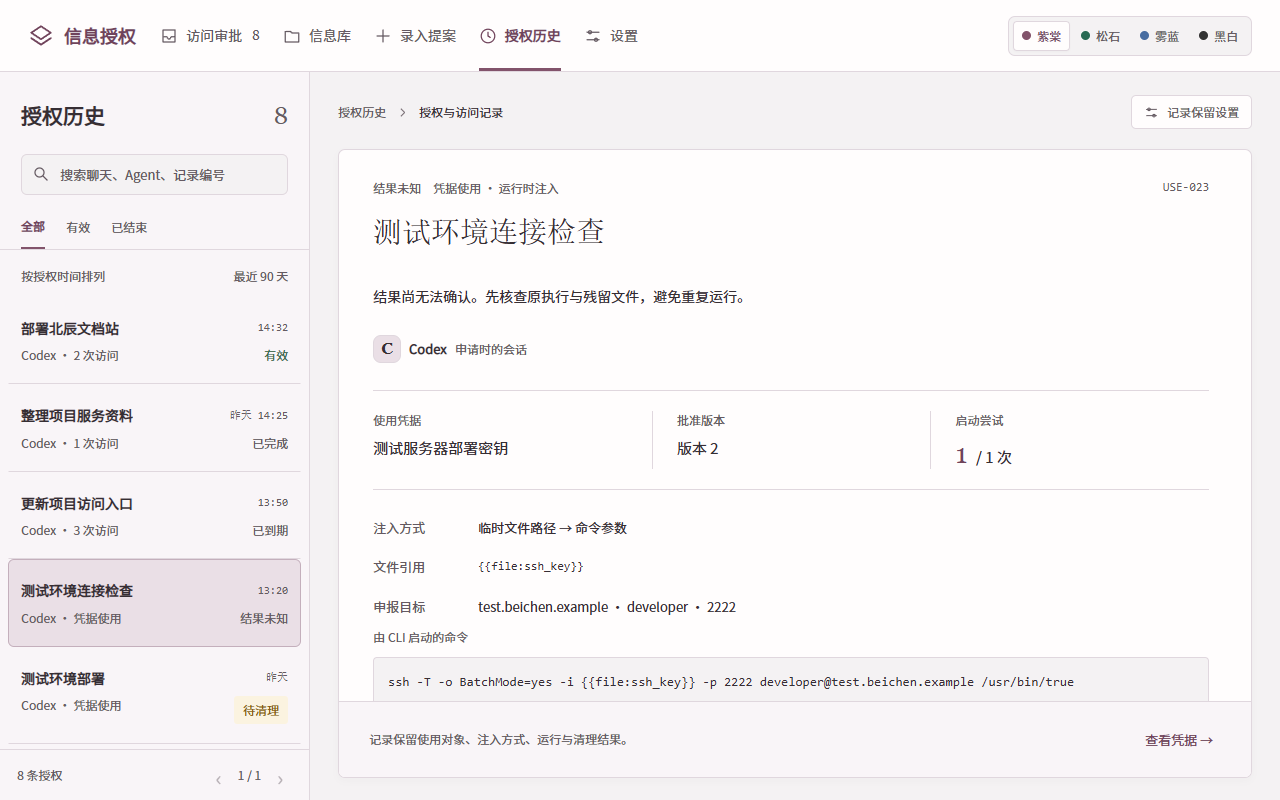 信息授权
访问审批 8
信息库
录入提案
授权历史
设置
紫棠
松石
雾蓝
黑白
授权历史 8
搜索聊天、Agent、记录编号
全部 有效 已结束
按授权时间排列 最近 90 天
部署北辰文档站 14:32
Codex · 2 次访问 有效
整理项目服务资料 昨天 14:25
Codex · 1 次访问 已完成
更新项目访问入口 13:50
Codex · 3 次访问 已到期
测试环境连接检查 13:20
Codex · 凭据使用 结果未知
测试环境部署 昨天
Codex · 凭据使用 待清理
8 条授权 ‹ 1 / 1 ›
授权历史 > 授权与访问记录
记录保留设置
结果未知 凭据使用 · 运行时注入 USE-023
测试环境连接检查
结果尚无法确认。先核查原执行与残留文件，避免重复运行。
C Codex 申请时的会话
使用凭据 批准版本 启动尝试
测试服务器部署密钥 版本 2 1 / 1 次
注入方式 临时文件路径 → 命令参数
文件引用 {{file:ssh_key}}
申报目标 test.beichen.example · developer · 2222
由 CLI 启动的命令
ssh -T -o BatchMode=yes -i {{file:ssh_key}} -p 2222 developer@test.beichen.example /usr/bin/true
记录保留使用对象、注入方式、运行与清理结果。 查看凭据 →